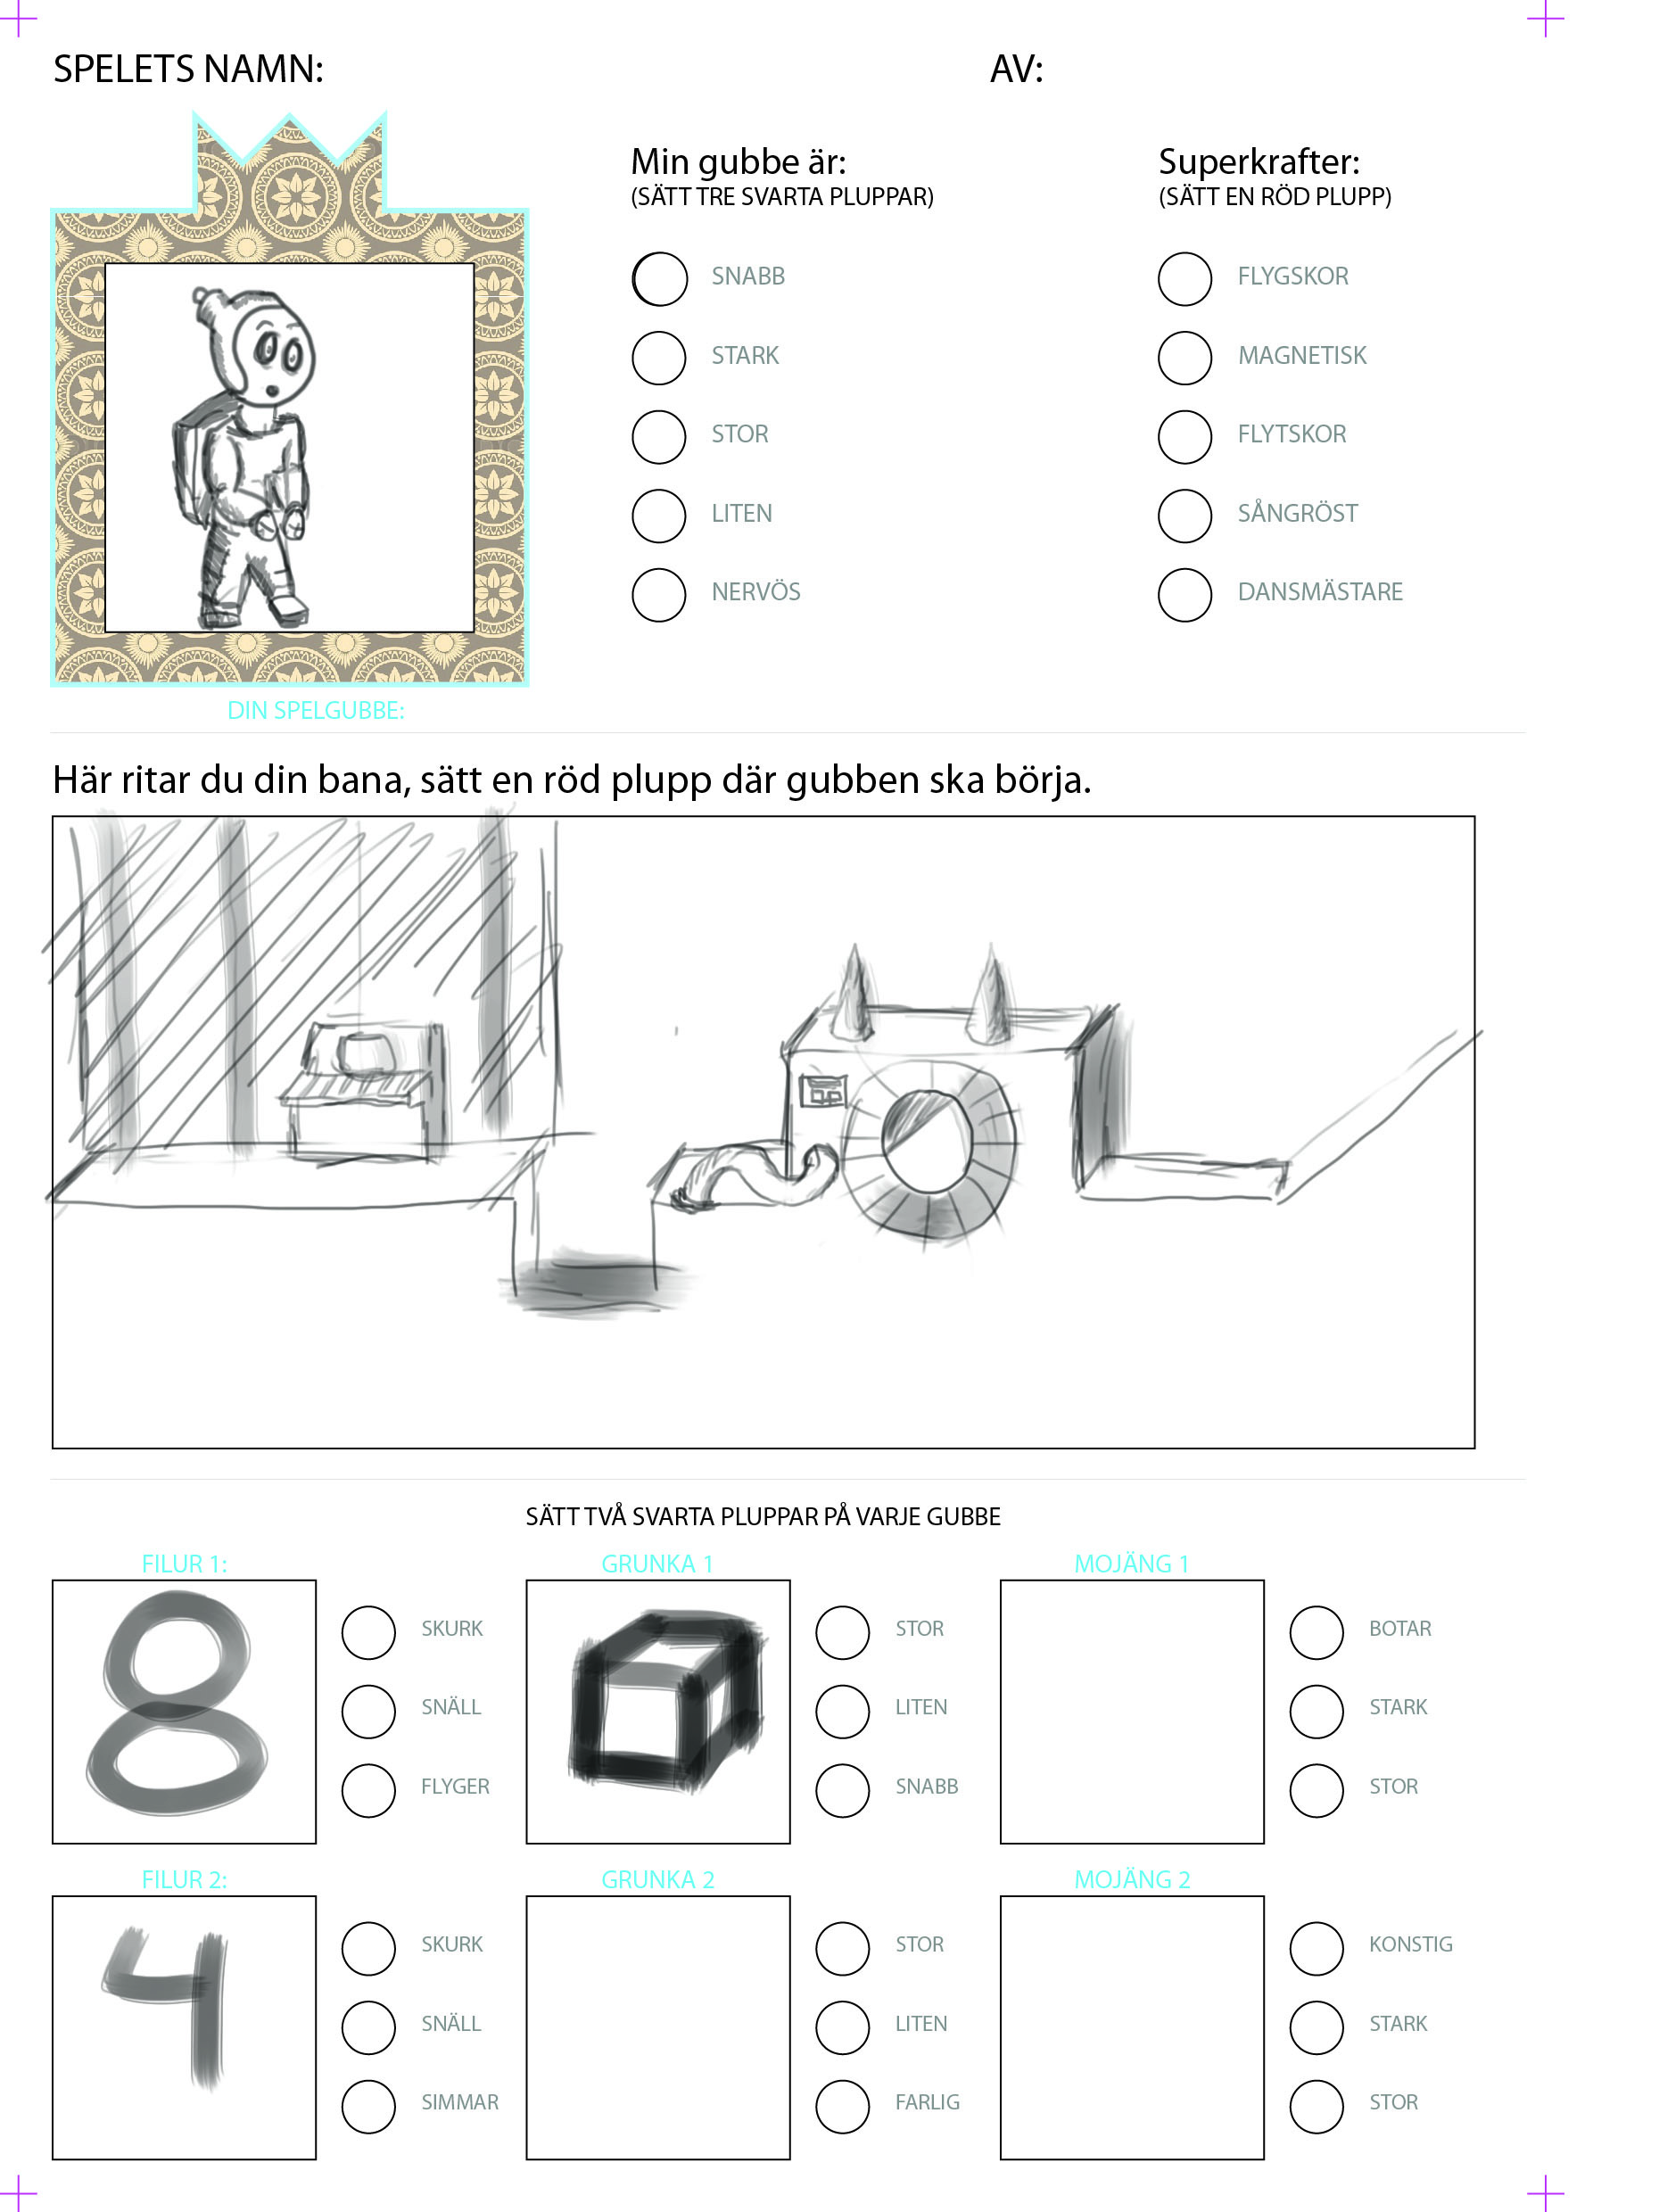 SPELETS NAMN:
AV:
Min gubbe är:
(SÄTT TRE SVARTA PLUPPAR)
SNABB
STARK
STOR
LITEN
NERVÖS
Superkrafter:
(SÄTT EN RÖD PLUPP)
FLYGSKOR
MAGNETISK
FLYTSKOR
SÅNGRÖST
DANSMÄSTARE
DIN SPELGUBBE:
Här ritar du din bana, sätt en röd plupp där gubben ska börja.
SÄTT TVÅ SVARTA PLUPPAR PÅ VARJE GUBBE
FILUR 1:
8
SKURK
SNÄLL
FLYGER
GRUNKA 1
STOR
LITEN
SNABB
MOJÄNG 1
BOTAR
STARK
STOR
FILUR 2:
4
SKURK
SNÄLL
SIMMAR
GRUNKA 2
STOR
LITEN
FARLIG
MOJÄNG 2
KONSTIG
STARK
STOR